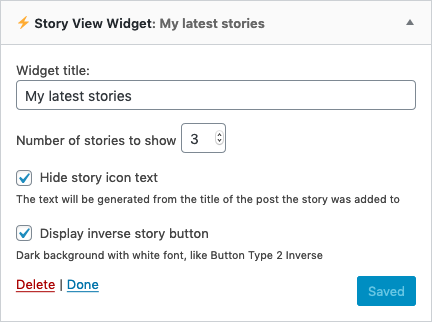 ⚡ Story View Widget: My latest stories
Widget title:
My latest stories
Number of stories to show 3
Hide story icon text
The text will be generated from the title of the post the story was added to
Display inverse story button
Dark background with white font, like Button Type 2 Inverse
Delete | Done
Saved